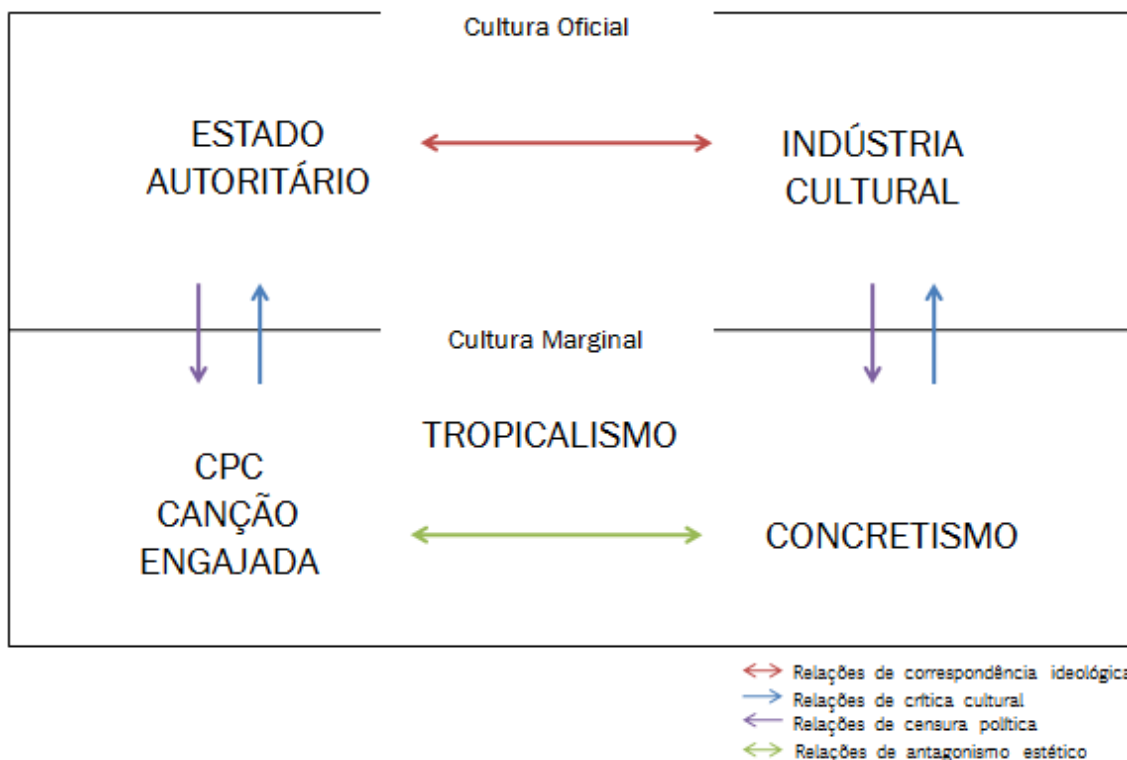 Cultura Oficial
ESTADO
AUTORITÁRIO
INDÚSTRIA
CULTURAL
Cultura Marginal
TROPICALISMO
CPC
CANÇÃO
ENGAJADA
CONCRETISMO
Relações de correspondência ideológica
Relações de crítica cultural
Relações de censura política
Relações de antagonismo estético